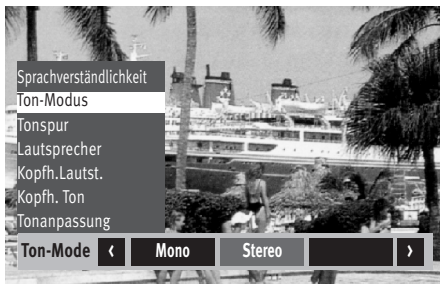 Sprachverständlichkeit
Ton-Modus
Tonspur
Lautsprecher
Kopfh.Lautst.
Kopfh. Ton
Tonanpassung
Ton-Mode ‹ Mono Stereo ›